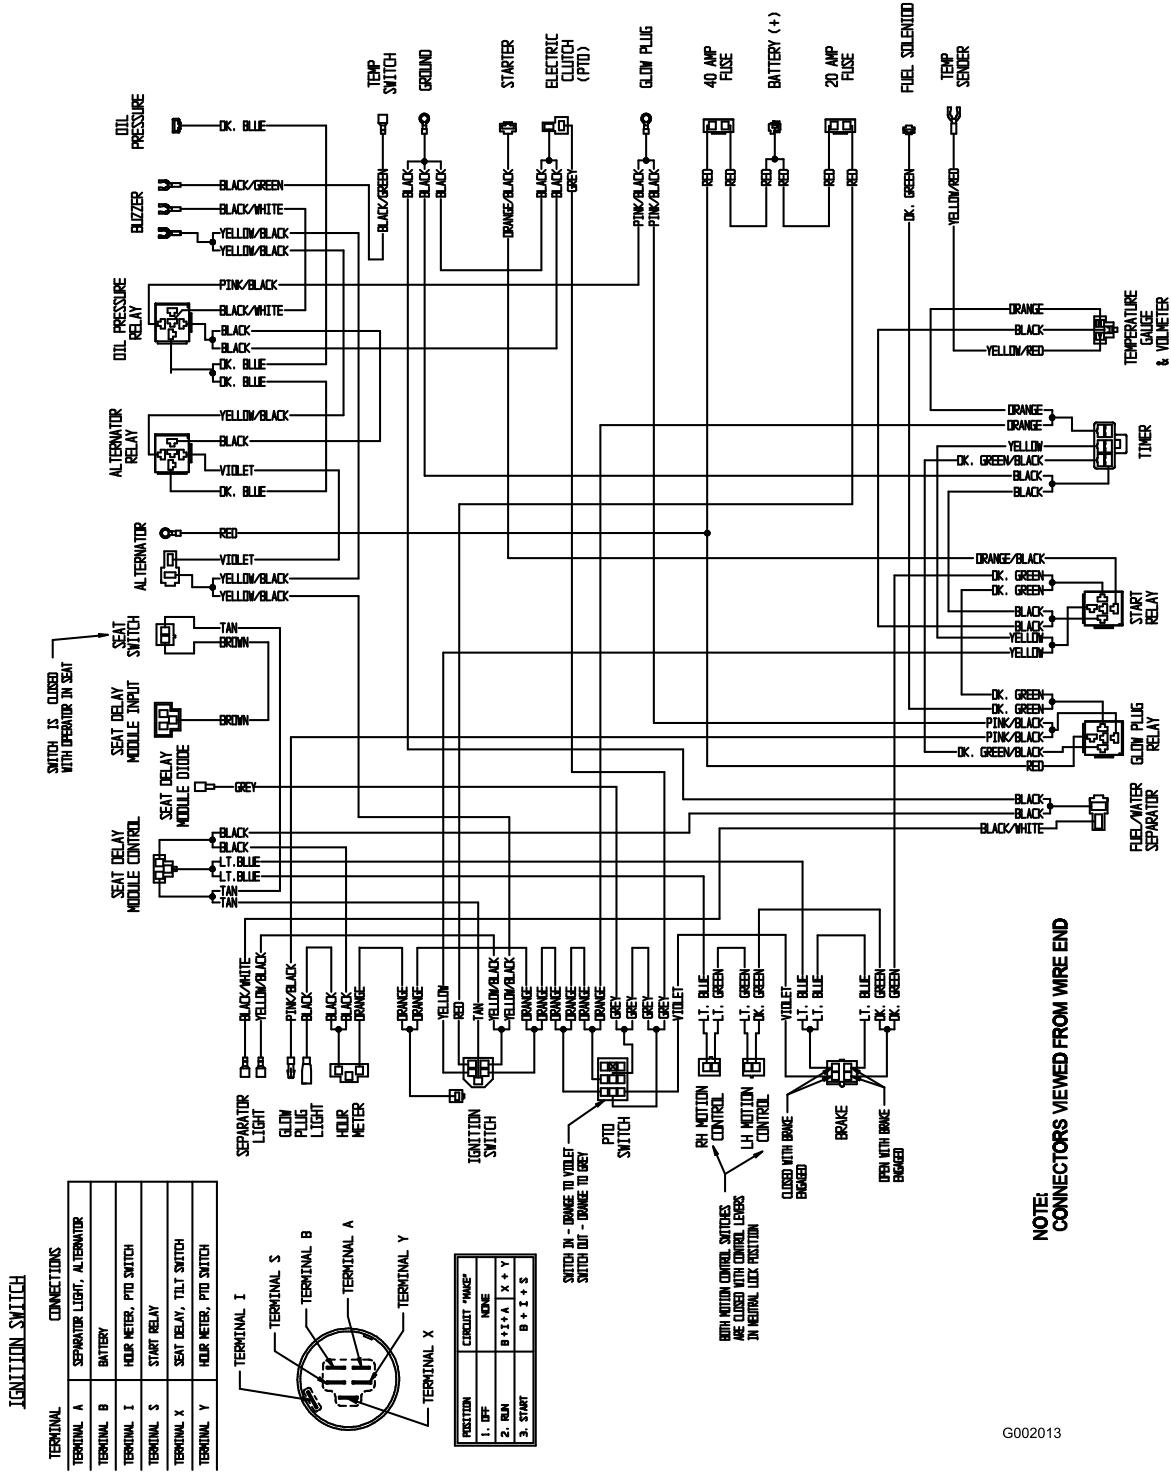 OIL
PRESSURE
DK. BLUE
BUZZER
BLACK/GREEN
BLACK/WHITE
YELLOW/BLACK
YELLOW/BLACK
OIL PRESSURE
RELAY
PINK/BLACK
BLACK/WHITE
BLACK
BLACK
DK. BLUE
DK. BLUE
ALTERNATOR
RELAY
YELLOW/BLACK
BLACK
VIOLET
DK. BLUE
ALTERNATOR
RED
VIOLET
YELLOW/BLACK
YELLOW/BLACK
SEAT
SWITCH
TAN
BROWN
SWITCH IS CLOSED
WITH OPERATOR IN SEAT
SEAT DELAY
MODULE INPUT
BROWN
SEAT DELAY
MODULE DIODE
GREY
SEAT DELAY
MODULE CONTROL
BLACK
BLACK
LT.BLUE
LT.BLUE
TAN
TAN
TEMP
SWITCH
BLACK/GREEN
GROUND
BLACK
BLACK
BLACK
STARTER
ORANGE/BLACK
ELECTRIC
CLUTCH
(PTO)
BLACK
BLACK
GREY
GLOW PLUG
PINK/BLACK
PINK/BLACK
40 AMP
FUSE
RED
RED
BATTERY (+)
RED
RED
20 AMP
FUSE
RED
RED
FUEL SOLENIOD
DK. GREEN
TEMP
SENDER
YELLOW/RED
ORANGE
BLACK
YELLOW/RED
TEMPERATURE
GAUGE
& VOLMETER
ORANGE
ORANGE
YELLOW
DK. GREEN/BLACK
BLACK
BLACK
TIMER
ORANGE/BLACK
DK. GREEN
DK. GREEN
BLACK
BLACK
YELLOW
YELLOW
START
RELAY
DK. GREEN
DK. GREEN
PINK/BLACK
PINK/BLACK
DK. GREEN/BLACK
RED
GLOW PLUG
RELAY
BLACK
BLACK
BLACK/WHITE
FUEL/WATER
SEPARATOR
BLACK/WHITE
YELLOW/BLACK
SEPARATOR
LIGHT
PINK/BLACK
BLACK
GLOW
PLUG
LIGHT
BLACK
BLACK
ORANGE
HOUR
METER
ORANGE
ORANGE
YELLOW
RED
TAN
YELLOW/BLACK
YELLOW/BLACK
ORANGE
IGNITION
SWITCH
ORANGE
ORANGE
ORANGE
ORANGE
GREY
GREY
GREY
GREY
VIOLET
PTO
SWITCH
SWITCH IN - ORANGE TO VIOLET
SWITCH OUT - ORANGE TO GREY
LT. BLUE
LT. GREEN
RH MOTION
CONTROL
LT. GREEN
DK. GREEN
LH MOTION
CONTROL
BOTH MOTION CONTROL SWITCHES
ARE CLOSED WITH CONTROL LEVERS
IN NEUTRAL LOCK POSITION
VIOLET
LT. BLUE
LT. BLUE
LT. BLUE
DK. GREEN
DK. GREEN
BRAKE
CLOSED WITH BRAKE
ENGAGED
OPEN WITH BRAKE
ENGAGED
NOTE:
CONNECTORS VIEWED FROM WIRE END
IGNITION SWITCH
TERMINAL CONNECTIONS
TERMINAL A SEPARATOR LIGHT, ALTERNATOR
TERMINAL B BATTERY
TERMINAL I HOUR METER, PTO SWITCH
TERMINAL S START RELAY
TERMINAL X SEAT DELAY, TILT SWITCH
TERMINAL Y HOUR METER, PTO SWITCH
TERMINAL I
TERMINAL S
TERMINAL B
TERMINAL A
TERMINAL Y
TERMINAL X
POSITION CIRCUIT "MAKE"
1. OFF NONE
2. RUN B + I + A X + Y
3. START B + I + S
G002013